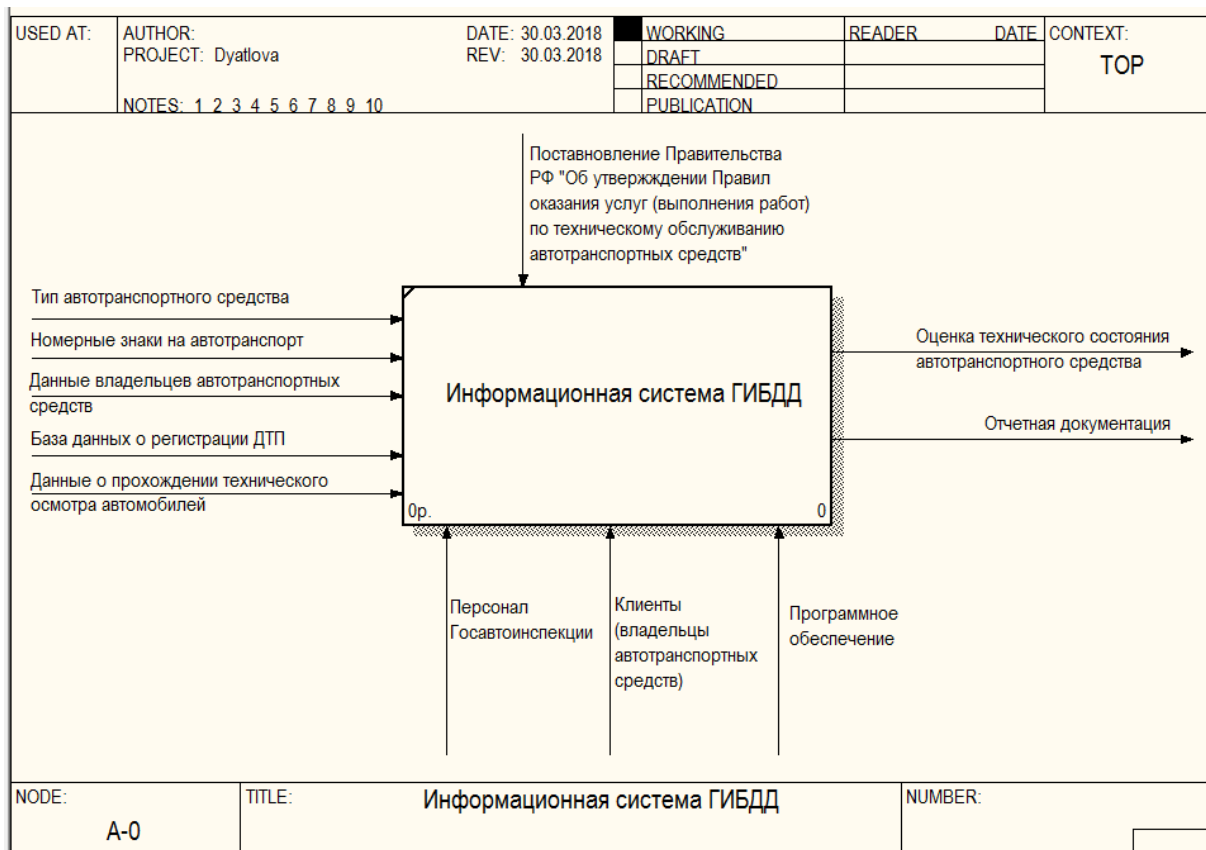 USED AT:
AUTHOR:
PROJECT: Dyatlova
DATE: 30.03.2018
REV: 30.03.2018
NOTES: 1 2 3 4 5 6 7 8 9 10
WORKING
DRAFT
RECOMMENDED
PUBLICATION
READER
DATE
CONTEXT:
TOP
Поставновление Правительства
РФ "Об утвержждении Правил
оказания услуг (выполнения работ)
по техническому обслуживанию
автотранспортных средств"
Тип автотранспортного средства
Номерные знаки на автотранспорт
Данные владельцев автотранспортных
средств
База данных о регистрации ДТП
Данные о прохождении технического
осмотра автомобилей
Информационная система ГИБДД
0р.
0
Оценка технического состояния
автотранспортного средства
Отчетная документация
Персонал
Госавтоинспекции
Клиенты
(владельцы
автотранспортных
средств)
Программное
обеспечение
NODE:
A-0
TITLE:
Информационная система ГИБДД
NUMBER: